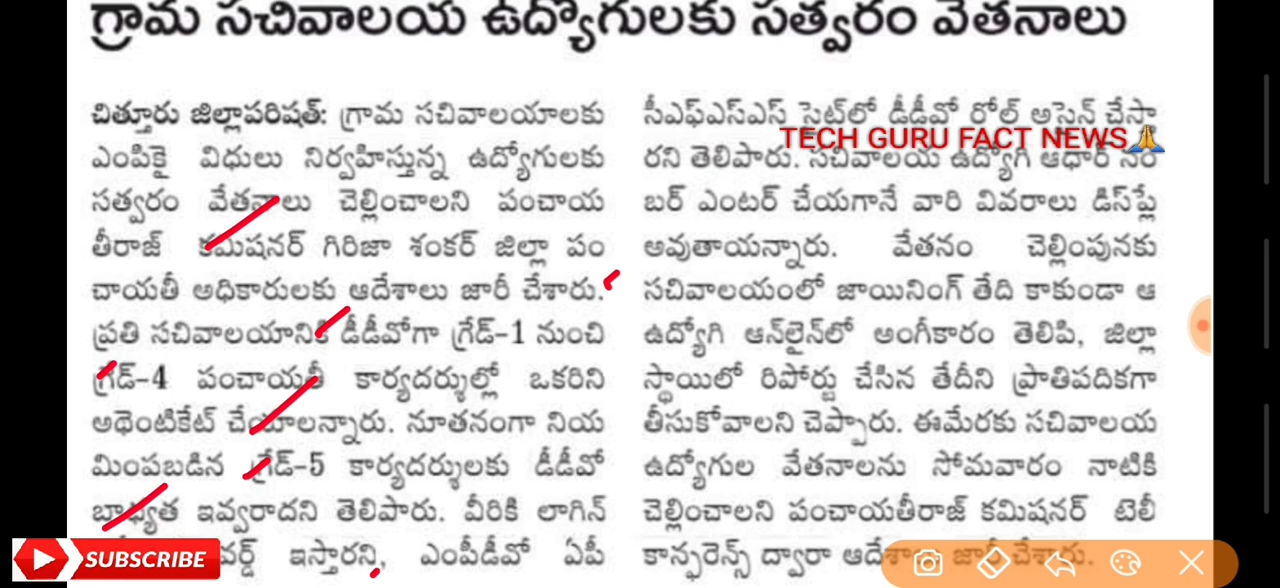 గ్రామ సచివాలయ ఉద్యోగులకు సత్వరం వేతనాలు
చిత్తూరు జిల్లాపరిషత్: గ్రామ సచివాలయాలకు
ఎంపికై విధులు నిర్వహిస్తున్న ఉద్యోగులకు
సత్వరం వేతనాలు చెల్లించాలని పంచాయ
తీరాజ్ కమిషనర్ గిరిజా శంకర్ జిల్లా పం
చాయతీ అధికారులకు ఆదేశాలు జారీ చేశారు.
ప్రతి సచివాలయానికి డీడీవోగా గ్రేడ్-1 నుంచి
గ్రేడ్-4 పంచాయతీ కార్యదర్శుల్లో ఒకరిని
అథెంటికేట్ చేయాలన్నారు. నూతనంగా నియ
మింపబడిన గ్రేడ్-5 కార్యదర్శులకు డీడీవో
బాధ్యత ఇవ్వరాదని తెలిపారు. వీరికి లాగిన్
వర్డ్ ఇస్తారని, ఎంపీడీవో ఏపీ
సీఎఫ్ఎస్ఎస్ సైట్‌లో డీడీవో రోల్ అసైన్ చేస్తా
రని తెలిపారు. సచివాలయ ఉద్యోగి ఆధార్ నం
బర్ ఎంటర్ చేయగానే వారి వివరాలు డిస్‌ప్లే
అవుతాయన్నారు. వేతనం చెల్లింపునకు
సచివాలయంలో జాయినింగ్ తేది కాకుండా ఆ
ఉద్యోగి ఆన్‌లైన్‌లో అంగీకారం తెలిపి, జిల్లా
స్థాయిలో రిపోర్టు చేసిన తేదీని ప్రాతిపదికగా
తీసుకోవాలని చెప్పారు. ఈమేరకు సచివాలయ
ఉద్యోగుల వేతనాలను సోమవారం నాటికి
చెల్లించాలని పంచాయతీరాజ్ కమిషనర్ టెలీ
కాన్ఫరెన్స్ ద్వారా ఆదేశాలు జారీ చేశారు.
TECH GURU FACT NEWS🙏
SUBSCRIBE